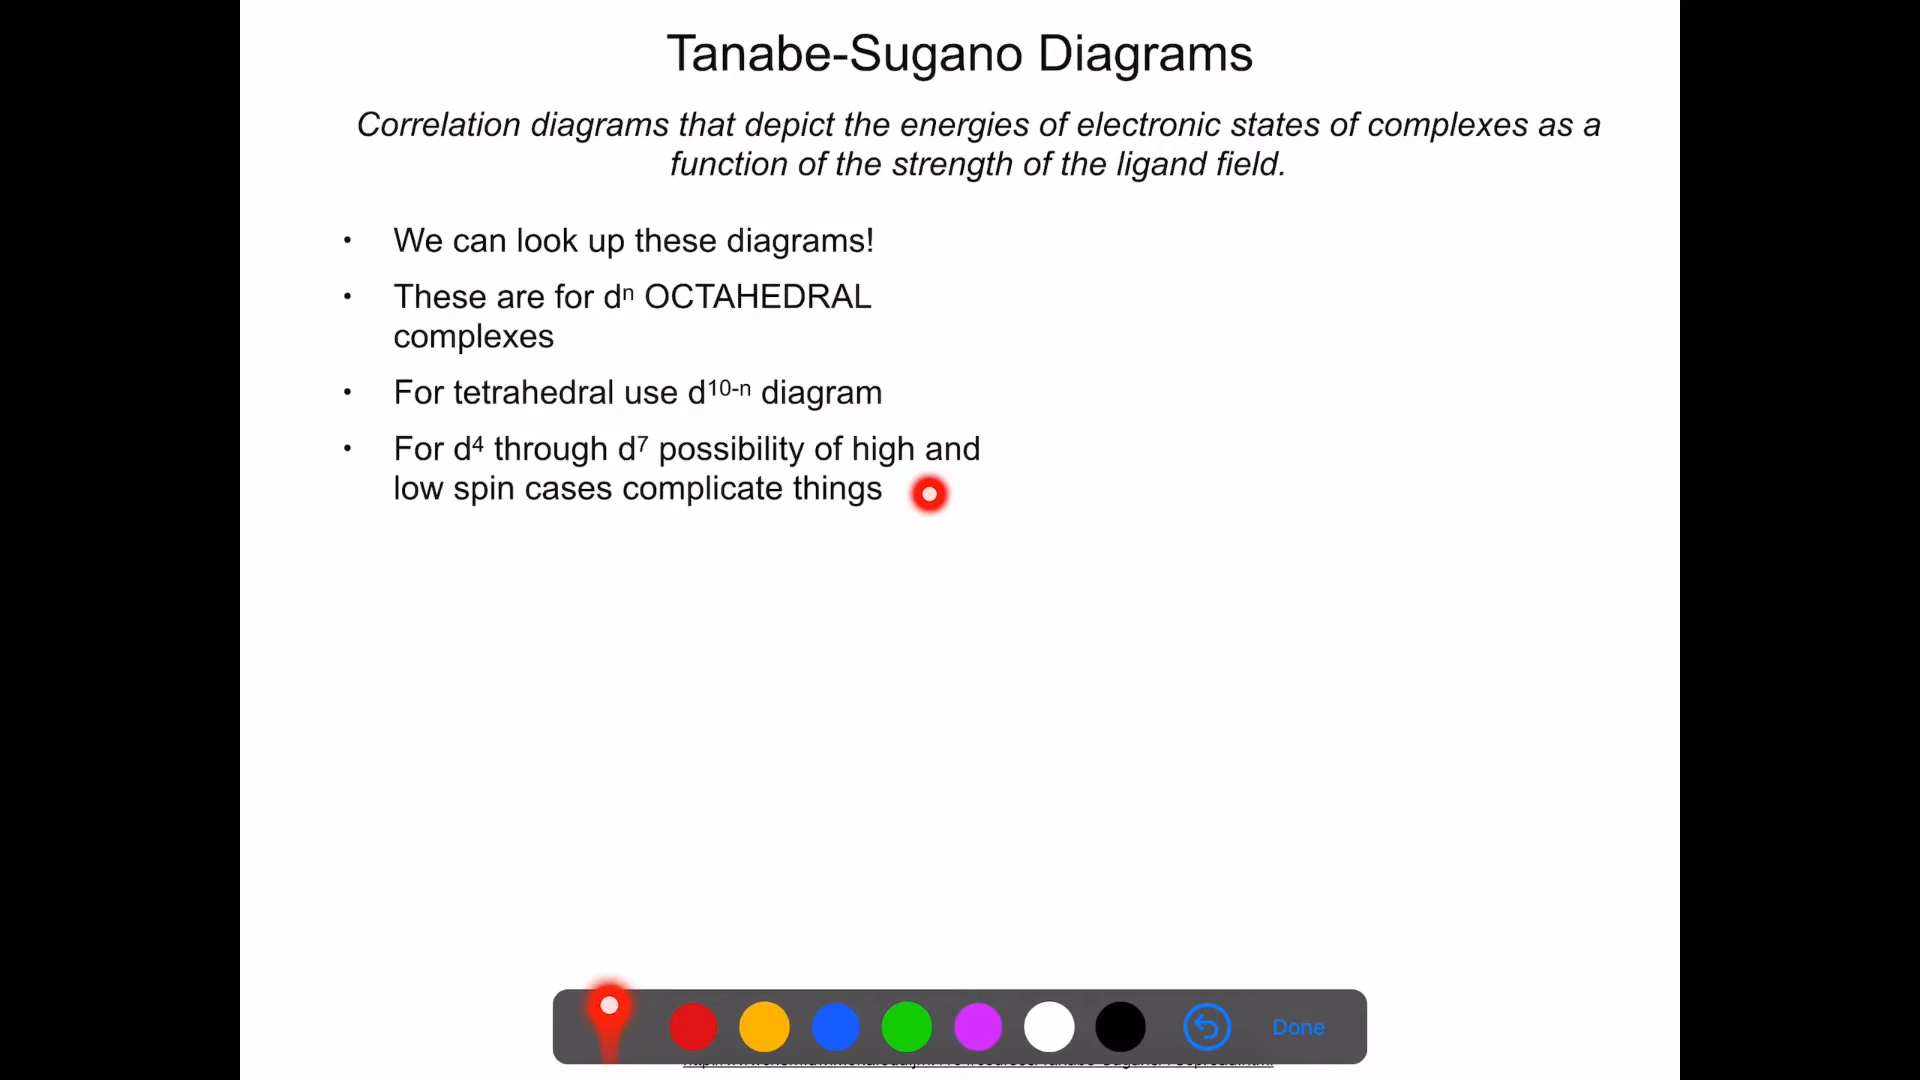 Tanabe-Sugano Diagrams
Correlation diagrams that depict the energies of electronic states of complexes as a
function of the strength of the ligand field.
• We can look up these diagrams!
• These are for dⁿ OCTAHEDRAL
complexes
• For tetrahedral use d¹⁰⁻ⁿ diagram
• For d⁴ through d⁷ possibility of high and
low spin cases complicate things
Done